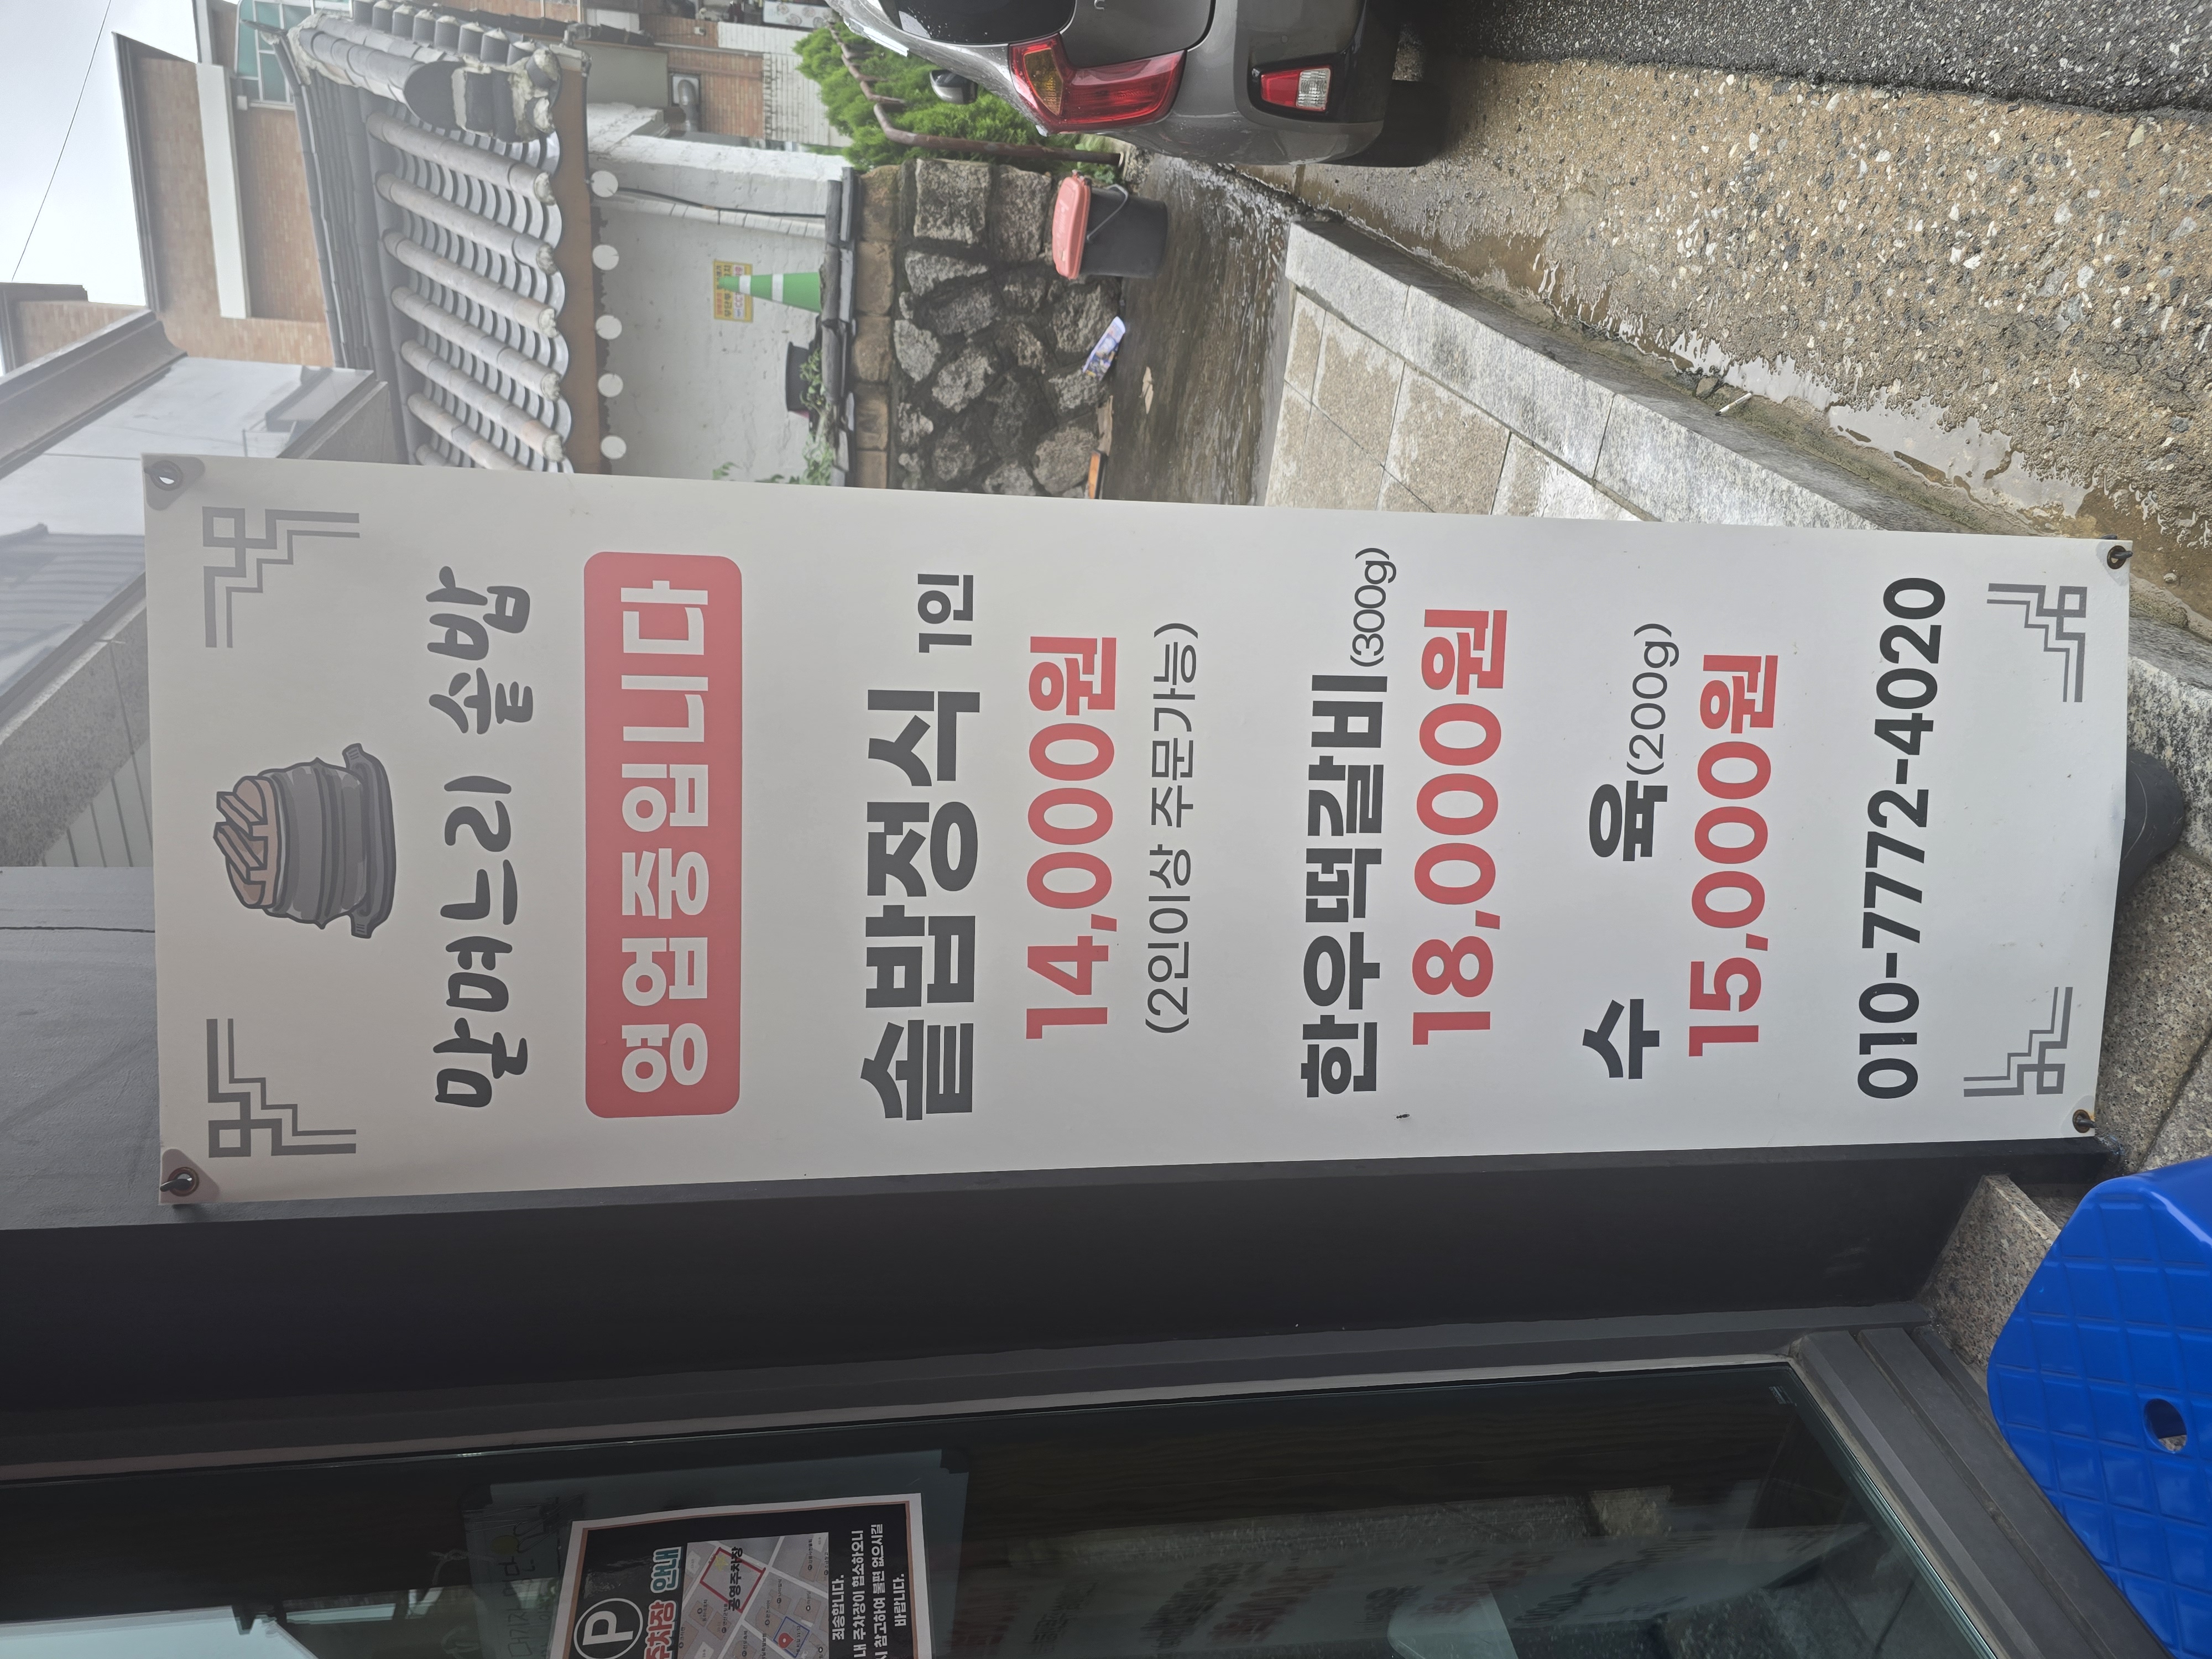 맏며느리 솥밥
영업중입니다
솥밥정식 1인
14,000원
(2인이상 주문가능)
한우떡갈비(300g)
18,000원
수 육(200g)
15,000원
010-7772-4020
P
주차장 안내
공영주차장
죄송합니다.
내 주차장이 협소하오니
시 참고하여 불편 없으시길
바랍니다.